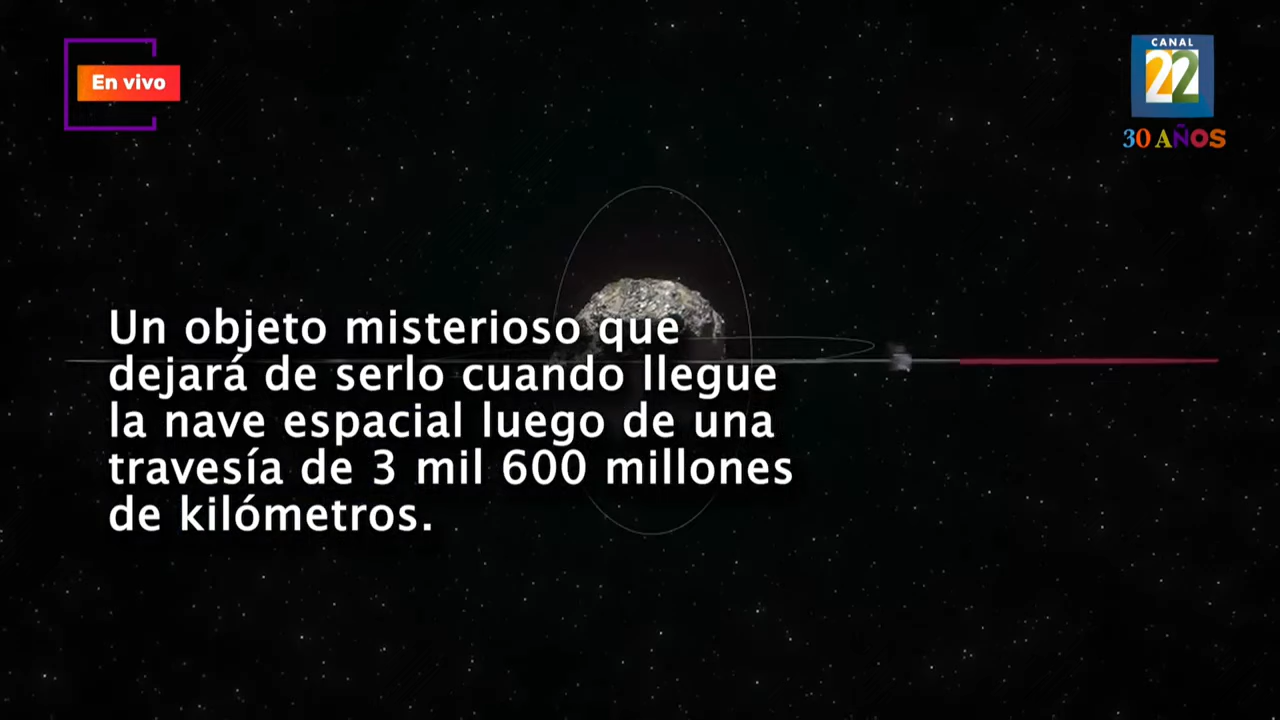 En vivo
CANAL
22
30 AÑOS
Un objeto misterioso que
dejará de serlo cuando llegue
la nave espacial luego de una
travesía de 3 mil 600 millones
de kilómetros.